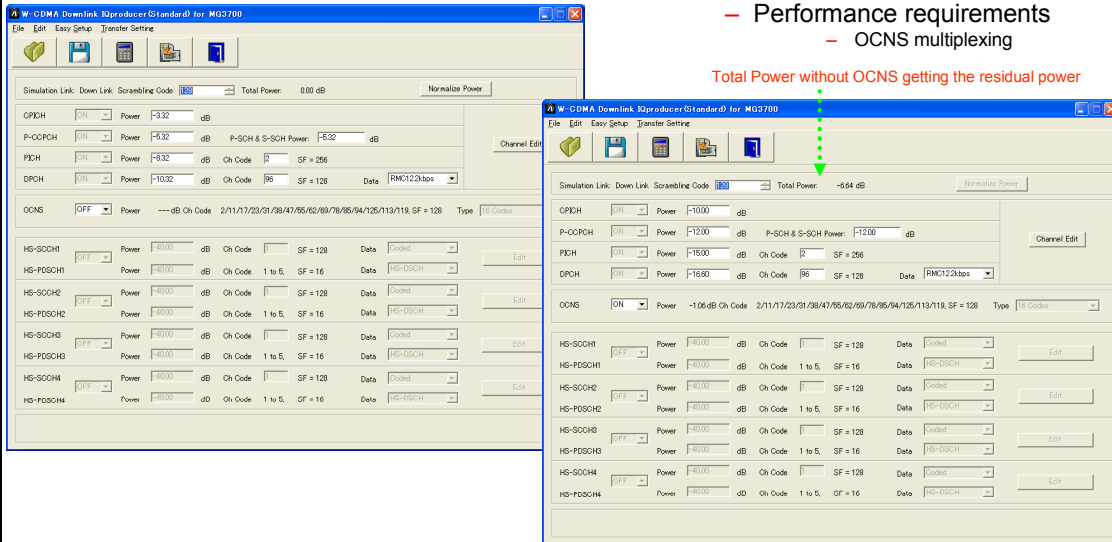 W-CDMA Downlink IQproducer(Standard) for MG3700
File Edit Easy Setup Transfer Setting
Simulation Link: Down Link Scrambling Code 128 Total Power: 0.00 dB Normalize Power
CPICH ON Power -3.32 dB
P-CCPCH ON Power -5.32 dB P-SCH & S-SCH Power: -5.32 dB
Channel Edit
PICH ON Power -8.32 dB Ch Code 2 SF = 256
DPCH ON Power -10.32 dB Ch Code 96 SF = 128 Data RMC12.2kbps
OCNS OFF Power --- dB Ch Code 2/11/17/23/31/38/47/55/62/69/78/85/94/125/113/119, SF = 128 Type 16 Codes
HS-SCCH1 OFF Power -40.00 dB Ch Code 1 SF = 128 Data Coded Edit
HS-PDSCH1 Power -40.00 dB Ch Code 1 to 5, SF = 16 Data HS-DSCH
HS-SCCH2 OFF Power -40.00 dB Ch Code 1 SF = 128 Data Coded Edit
HS-PDSCH2 Power -40.00 dB Ch Code 1 to 5, SF = 16 Data HS-DSCH
HS-SCCH3 OFF Power -40.00 dB Ch Code 1 SF = 128 Data Coded Edit
HS-PDSCH3 Power -40.00 dB Ch Code 1 to 5, SF = 16 Data HS-DSCH
HS-SCCH4 OFF Power -40.00 dB Ch Code 1 SF = 128 Data Coded Edit
HS-PDSCH4 Power -40.00 dB Ch Code 1 to 5, SF = 16 Data HS-DSCH
– Performance requirements
– OCNS multiplexing
Total Power without OCNS getting the residual power
W-CDMA Downlink IQproducer(Standard) for MG3700
File Edit Easy Setup Transfer Setting
Simulation Link: Down Link Scrambling Code 128 Total Power: -6.64 dB Normalize Power
CPICH ON Power -10.00 dB
P-CCPCH ON Power -12.00 dB P-SCH & S-SCH Power: -12.00 dB
Channel Edit
PICH ON Power -15.00 dB Ch Code 2 SF = 256
DPCH ON Power -16.60 dB Ch Code 96 SF = 128 Data RMC12.2kbps
OCNS ON Power -1.06 dB Ch Code 2/11/17/23/31/38/47/55/62/69/78/85/94/125/113/119, SF = 128 Type 16 Codes
HS-SCCH1 OFF Power -40.00 dB Ch Code 1 SF = 128 Data Coded Edit
HS-PDSCH1 Power -40.00 dB Ch Code 1 to 5, SF = 16 Data HS-DSCH
HS-SCCH2 OFF Power -40.00 dB Ch Code 1 SF = 128 Data Coded Edit
HS-PDSCH2 Power -40.00 dB Ch Code 1 to 5, SF = 16 Data HS-DSCH
HS-SCCH3 OFF Power -40.00 dB Ch Code 1 SF = 128 Data Coded Edit
HS-PDSCH3 Power -40.00 dB Ch Code 1 to 5, SF = 16 Data HS-DSCH
HS-SCCH4 OFF Power -40.00 dB Ch Code 1 SF = 128 Data Coded Edit
HS-PDSCH4 Power -40.00 dB Ch Code 1 to 5, SF = 16 Data HS-DSCH